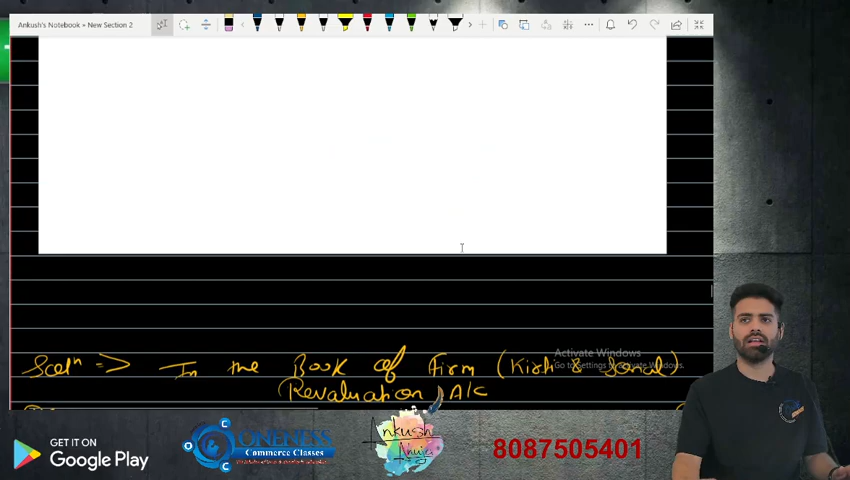 Ankush's Notebook » New Section 2
Soln => In the Book of Firm (Kirti & Sonal)
Revaluation A/c
Activate Windows
Go to Settings to activate Windows.
GET IT ON
Google Play
ONENESS
Commerce Classes
Ankush
Ahuja
8087505401